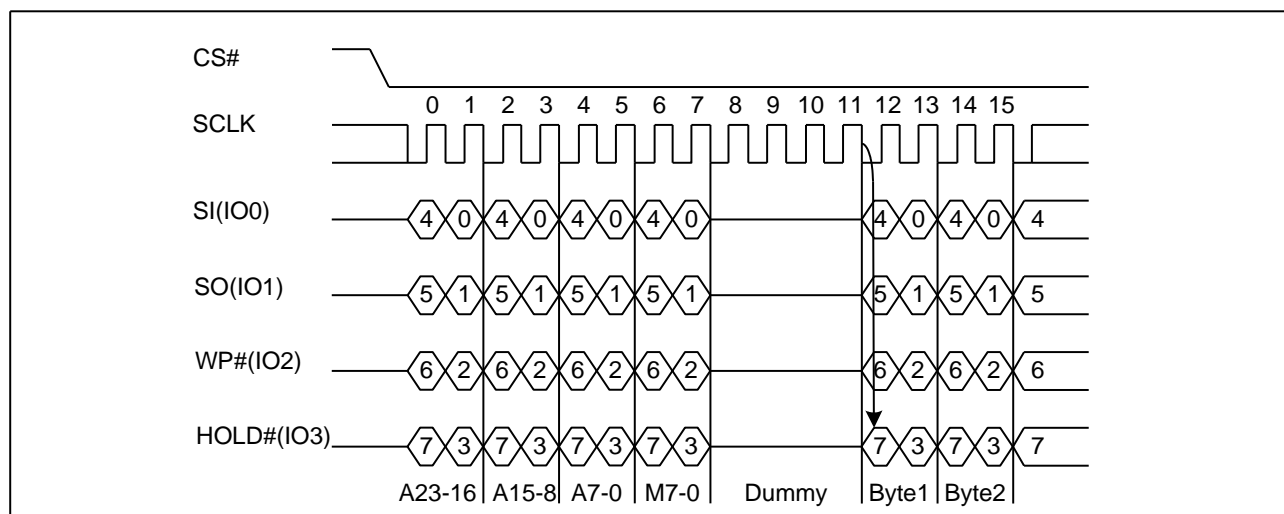 CS#
0 1 2 3 4 5 6 7 8 9 10 11 12 13 14 15
SCLK
SI(IO0) 4 0 4 0 4 0 4 0 4 0 4 0 4
SO(IO1) 5 1 5 1 5 1 5 1 5 1 5 1 5
WP#(IO2) 6 2 6 2 6 2 6 2 6 2 6 2 6
HOLD#(IO3) 7 3 7 3 7 3 7 3 7 3 7 3 7
A23-16 A15-8 A7-0 M7-0 Dummy Byte1 Byte2